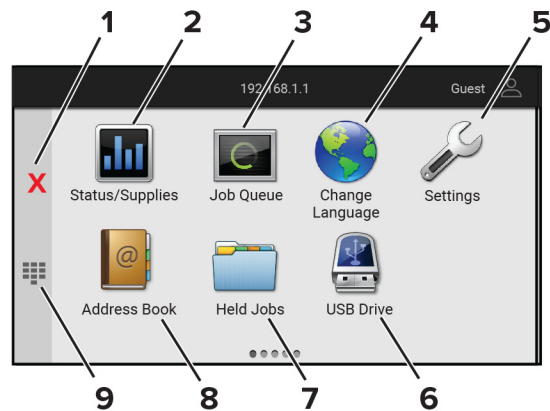 1 2 3 4 5
192.168.1.1 Guest
X
Status/Supplies Job Queue Change Language Settings
@
Address Book Held Jobs USB Drive
9 8 7 6